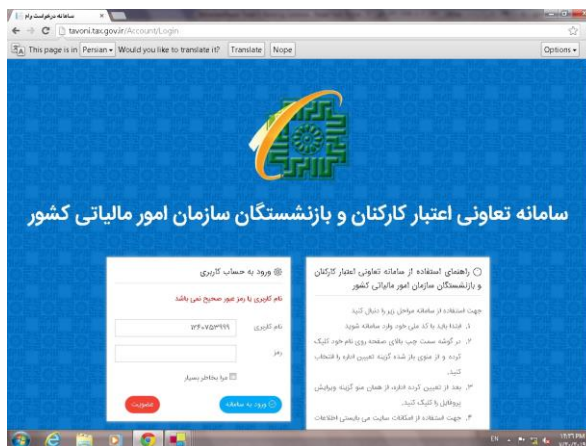 سامانه درخواست وام
tavoni.tax.gov.ir/Account/Login
This page is in Persian Would you like to translate it? Translate Nope Options
سامانه تعاونی اعتبار کارکنان و بازنشستگان سازمان امور مالیاتی کشور
ورود به حساب کاربری
نام کاربری یا رمز عبور صحیح نمی باشد
نام کاربری
رمز
مرا بخاطر بسپار
ورود به سامانه
عضویت
راهنمای استفاده از سامانه تعاونی اعتبار کارکنان
و بازنشستگان سازمان امور مالیاتی کشور
جهت استفاده از سامانه مراحل زیر را دنبال کنید
۱. ابتدا باید با کد ملی خود وارد سامانه شوید
۲. در گوشه سمت چپ بالای صفحه روی نام خود کلیک
کرده و از منوی باز شده گزینه تعیین اداره را انتخاب
کنید.
۳. بعد از تعیین کرده اداره، از همان منو گزینه ویرایش
پروفایل را کلیک کنید.
۴. جهت استفاده از امکانات سایت می بایستی اطلاعات
EN